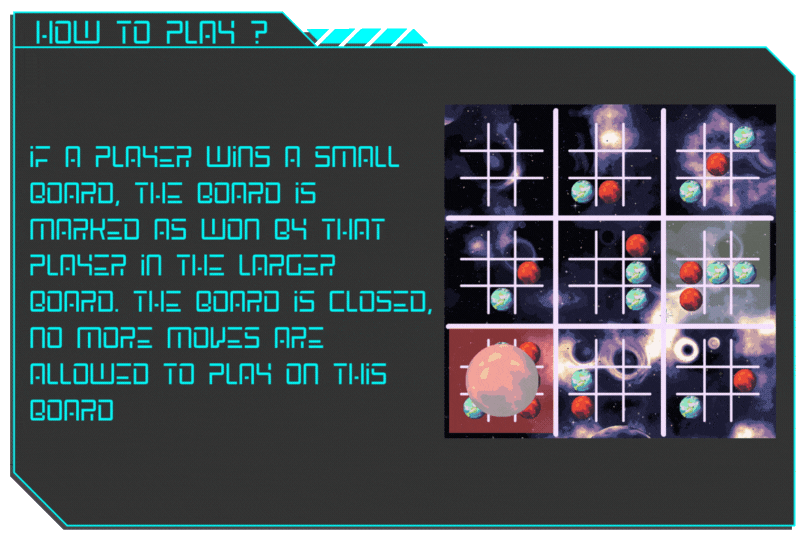 HOW TO PLAY ?
IF A PLAYER WINS A SMALL
BOARD, THE BOARD IS
MARKED AS WON BY THAT
PLAYER IN THE LARGER
BOARD. THE BOARD IS CLOSED,
NO MORE MOVES ARE
ALLOWED TO PLAY ON THIS
BOARD